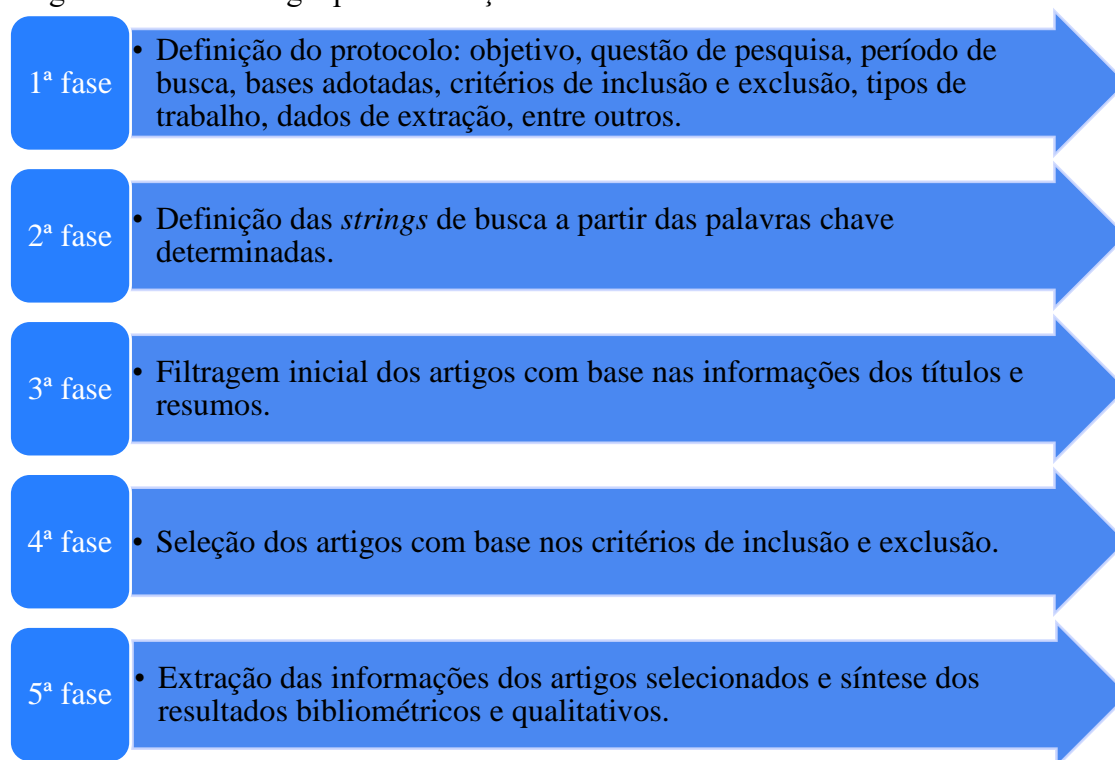 1ª fase
• Definição do protocolo: objetivo, questão de pesquisa, período de
busca, bases adotadas, critérios de inclusão e exclusão, tipos de
trabalho, dados de extração, entre outros.
2ª fase
• Definição das strings de busca a partir das palavras chave
determinadas.
3ª fase
• Filtragem inicial dos artigos com base nas informações dos títulos e
resumos.
4ª fase
• Seleção dos artigos com base nos critérios de inclusão e exclusão.
5ª fase
• Extração das informações dos artigos selecionados e síntese dos
resultados bibliométricos e qualitativos.